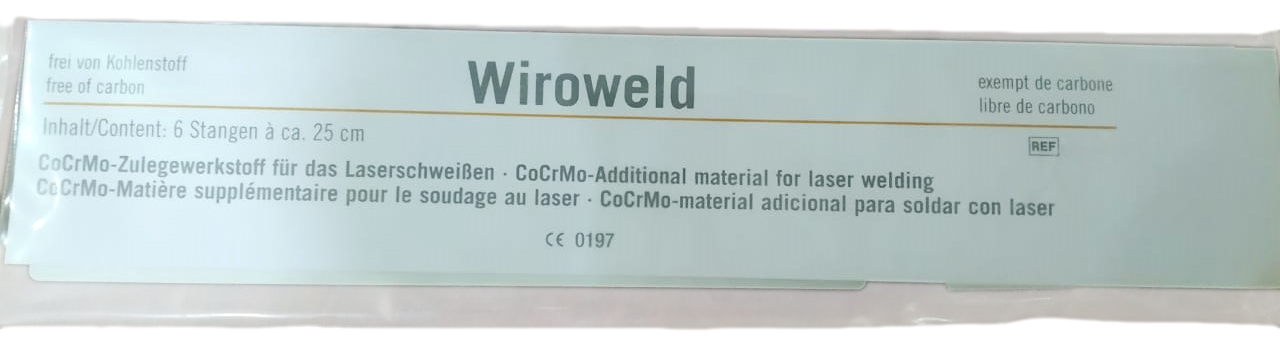 frei von Kohlenstoff
free of carbon
Wiroweld
exempt de carbone
libre de carbono
Inhalt/Content: 6 Stangen à ca. 25 cm
REF
CoCrMo-Zulegewerkstoff für das Laserschweißen · CoCrMo-Additional material for laser welding
CoCrMo-Matière supplémentaire pour le soudage au laser · CoCrMo-material adicional para soldar con laser
CE 0197